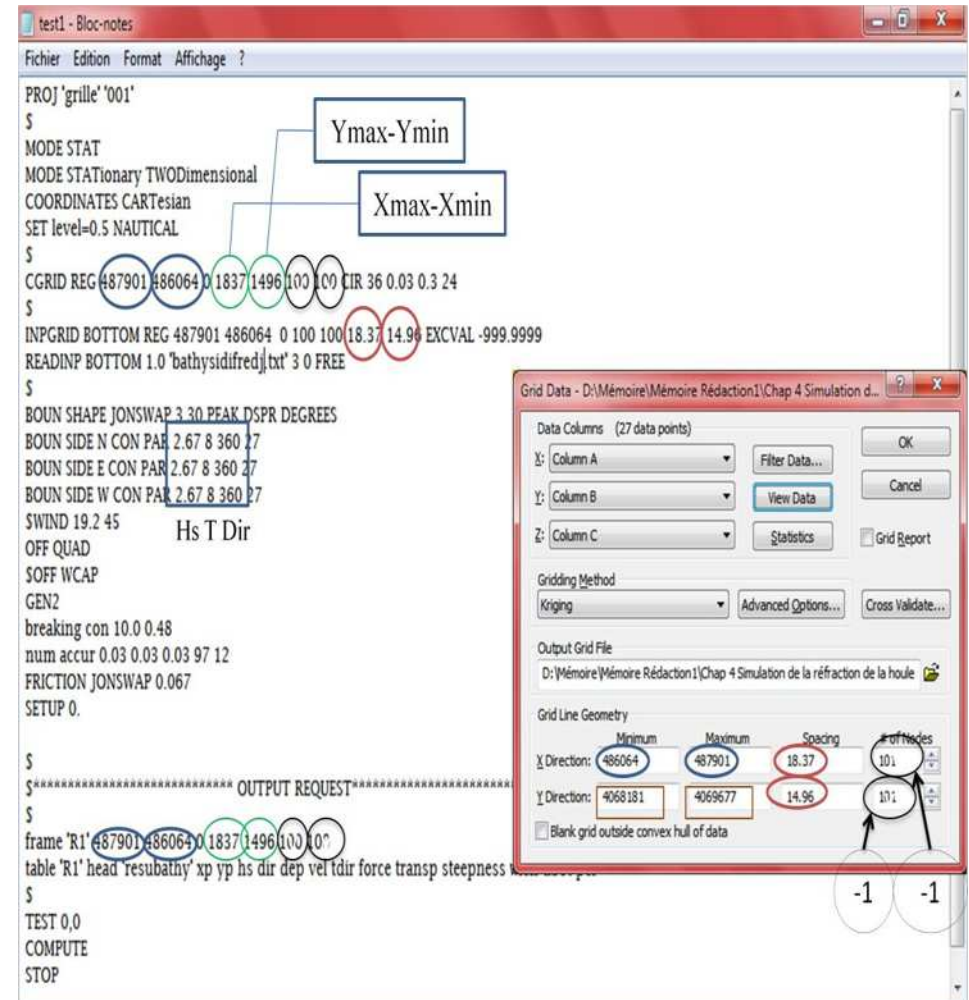 test1 - Bloc-notes
Fichier Edition Format Affichage ?
PROJ 'grille' '001'
$
MODE STAT
MODE STATionary TWODimensional
COORDINATES CARTesian
SET level=0.5 NAUTICAL
$
CGRID REG 487901 486064 0 1837 1496 100 100 CIR 36 0.03 0.3 24
$
INPGRID BOTTOM REG 487901 486064 0 100 100 18.37 14.96 EXCVAL -999.9999
READINP BOTTOM 1.0 'bathysidifredj.txt' 3 0 FREE
$
BOUN SHAPE JONSWAP 3.30 PEAK DSPR DEGREES
BOUN SIDE N CON PAR 2.67 8 360 27
BOUN SIDE E CON PAR 2.67 8 360 27
BOUN SIDE W CON PAR 2.67 8 360 27
$WIND 19.2 45
OFF QUAD
$OFF WCAP
GEN2
breaking con 10.0 0.48
num accur 0.03 0.03 0.03 97 12
FRICTION JONSWAP 0.067
SETUP 0.
$
$***************************** OUTPUT REQUEST*************************
$
frame 'R1' 487901 486064 0 1837 1496 100 100
table 'R1' head 'resubathy' xp yp hs dir dep vel tdir force transp steepness
$
TEST 0,0
COMPUTE
STOP
Ymax-Ymin
Xmax-Xmin
Hs T Dir
Grid Data - D:\Mémoire\Mémoire Rédaction1\Chap 4 Simulation d...
Data Columns (27 data points)
X: Column A
Y: Column B
Z: Column C
Filter Data...
View Data
Statistics
OK
Cancel
Grid Report
Gridding Method
Kriging
Advanced Options...
Cross Validate...
Output Grid File
D:\Mémoire\Mémoire Rédaction1\Chap 4 Simulation de la réfraction de la houle
Grid Line Geometry
Minimum Maximum Spacing # of Nodes
X Direction: 486064 487901 18.37 101
Y Direction: 4068181 4069677 14.96 101
Blank grid outside convex hull of data
-1 -1